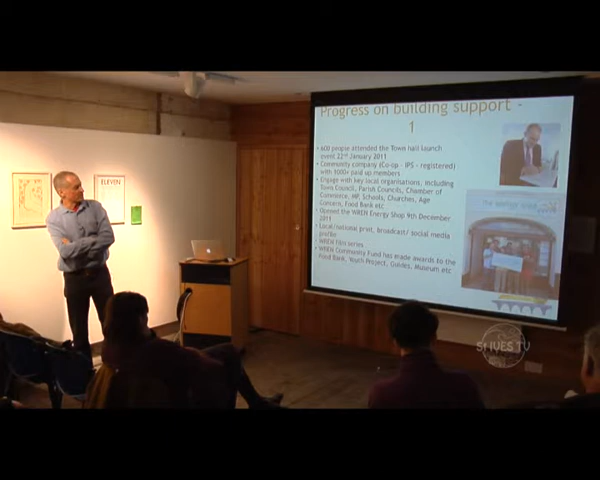 Progress on building support -
1
600 people attended the Town hall launch
event 22nd January 2011
Community company (Co-op - IPS - registered)
with 1000+ paid up members
Engage with key local organisations, including
Town Council, Parish Councils, Chamber of
Commerce, MP, Schools, Churches, Age
Concern, Food Bank etc
Opened the WREN Energy Shop 9th December
2011
Local/national print, broadcast/ social media
profile
WREN Film series
WREN Community Fund has made awards to the
Food Bank, Youth Project, Guides, Museum etc
ELEVEN
TV